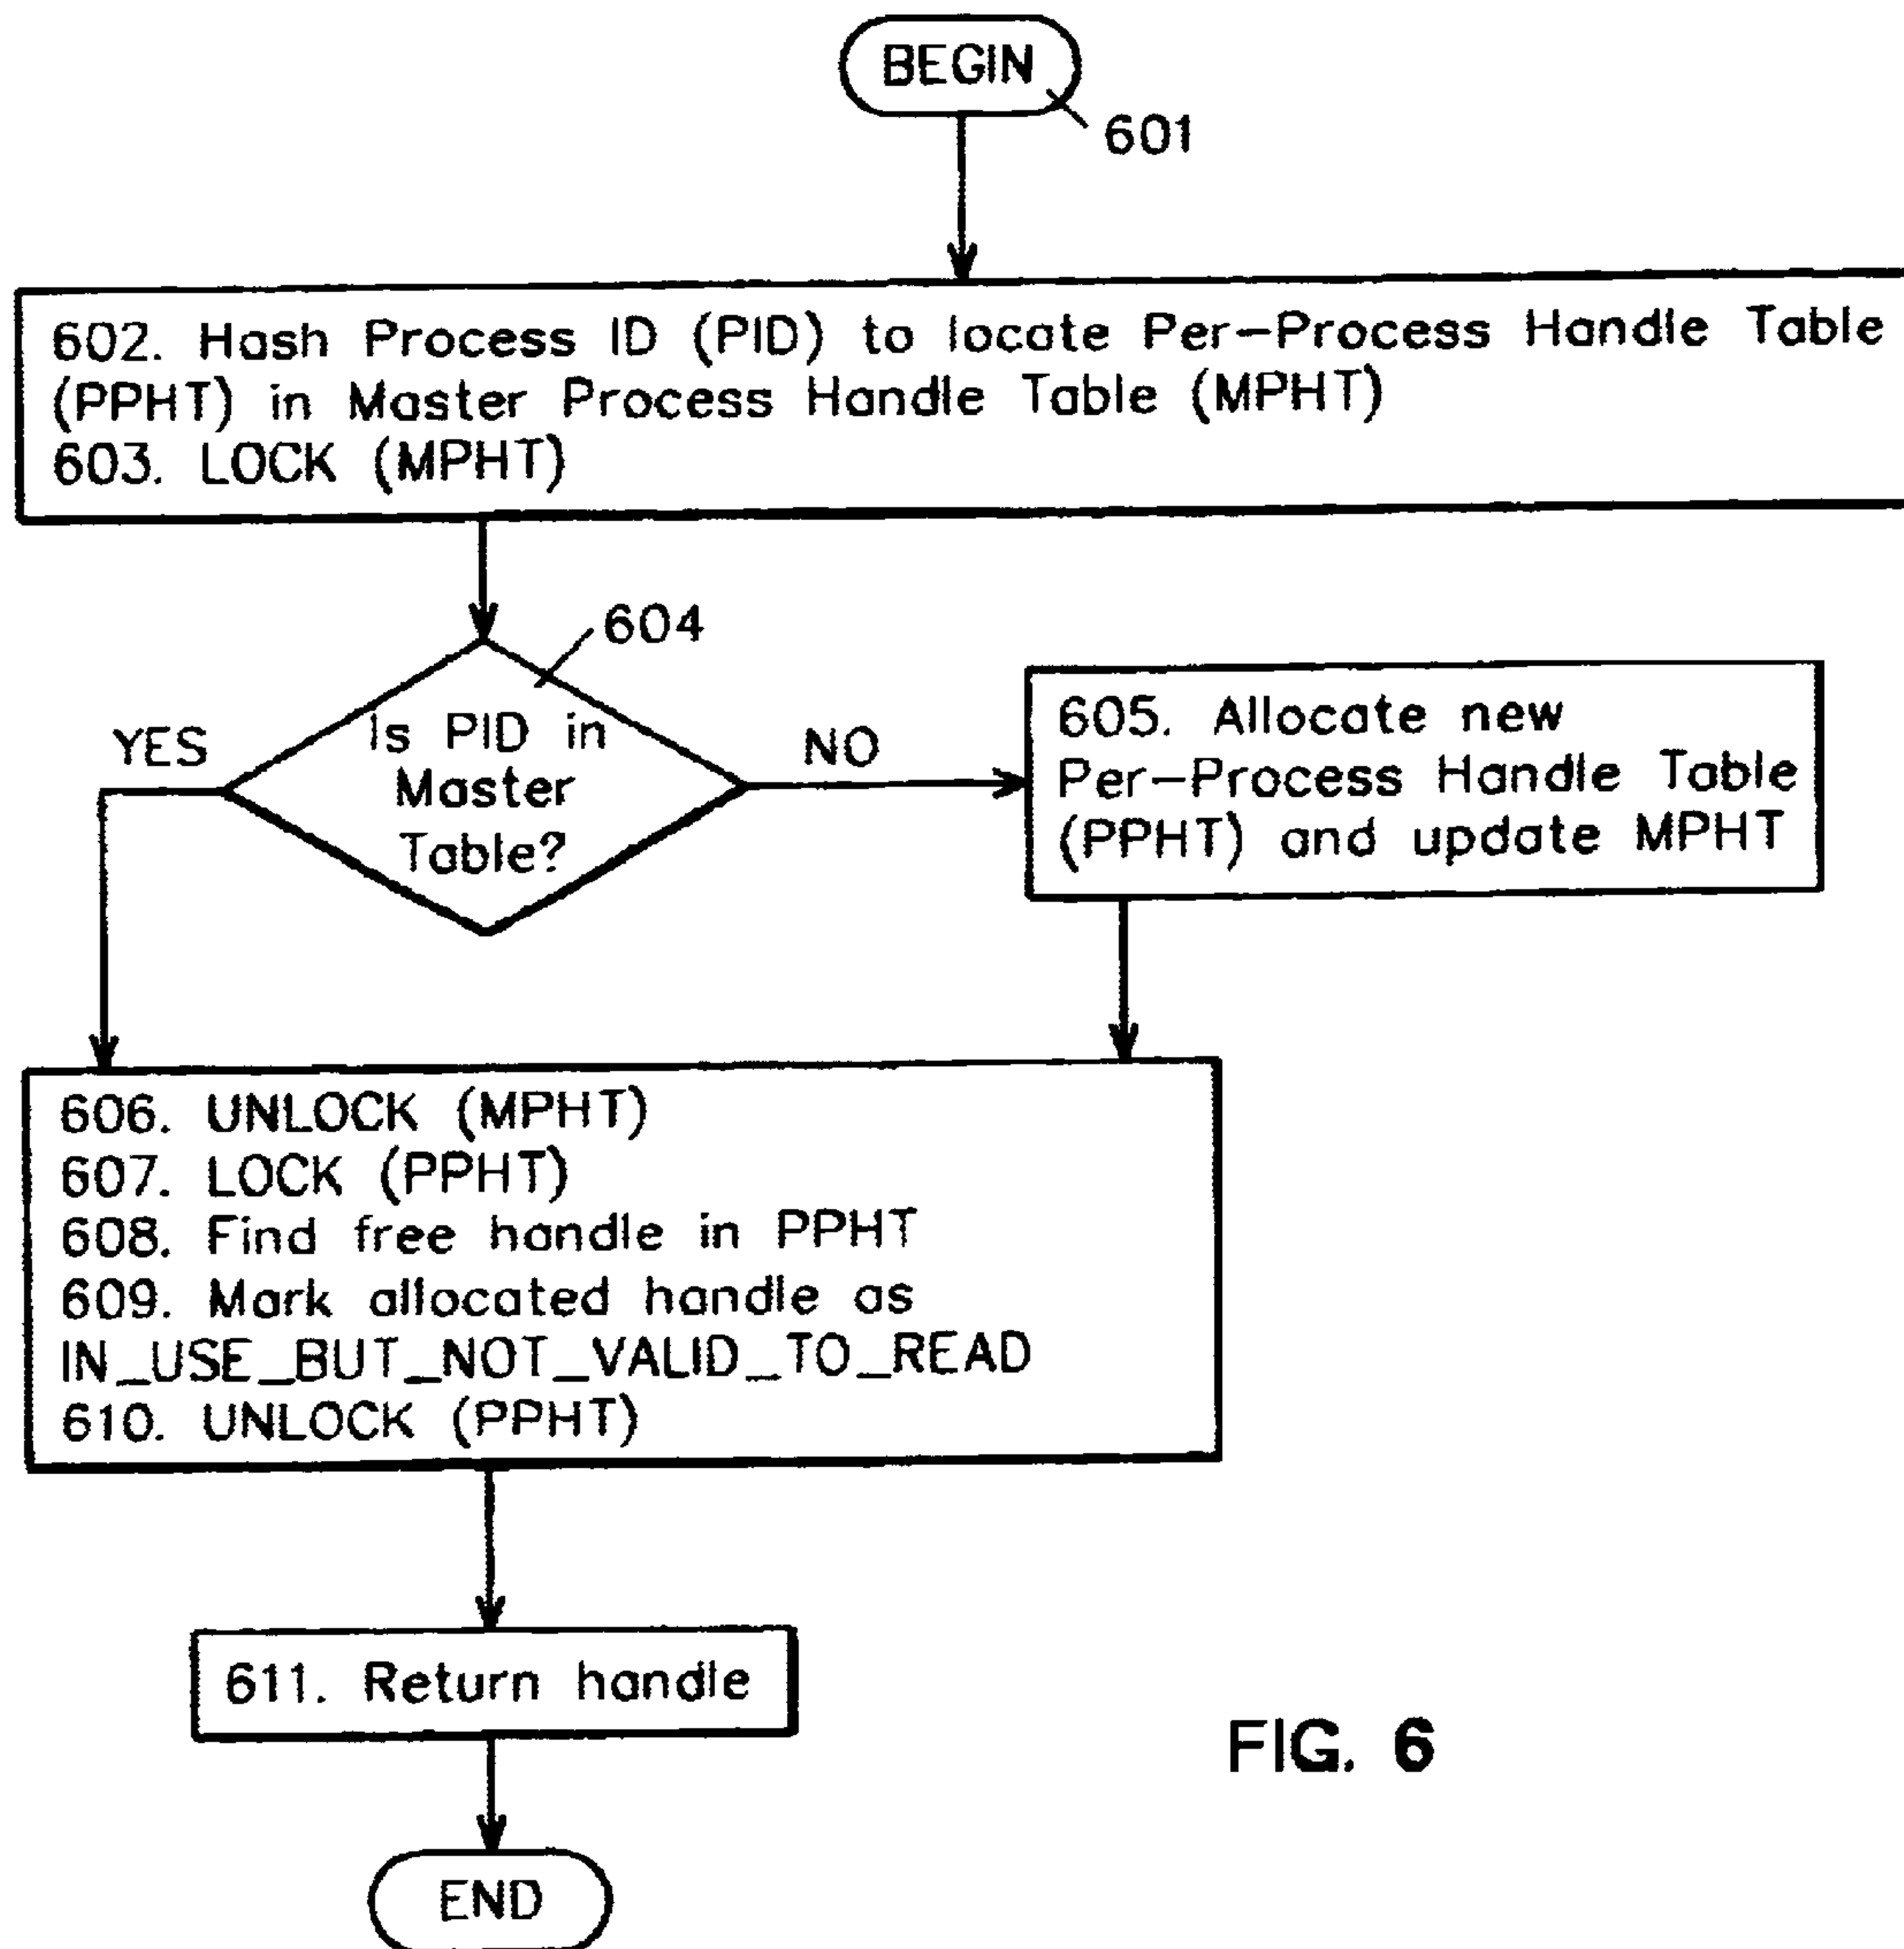 BEGIN
601
602. Hash Process ID (PID) to locate Per-Process Handle Table
(PPHT) in Master Process Handle Table (MPHT)
603. LOCK (MPHT)
604
Is PID in
Master
Table?
YES
NO
605. Allocate new
Per-Process Handle Table
(PPHT) and update MPHT
606. UNLOCK (MPHT)
607. LOCK (PPHT)
608. Find free handle in PPHT
609. Mark allocated handle as
IN_USE_BUT_NOT_VALID_TO_READ
610. UNLOCK (PPHT)
611. Return handle
END
FIG. 6